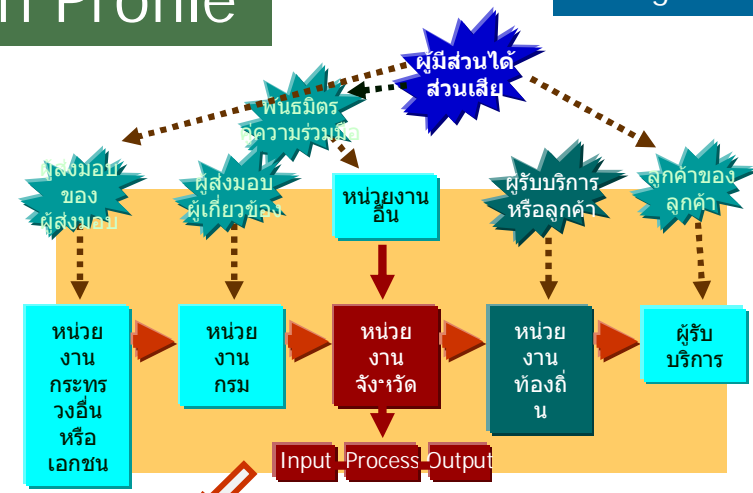 n Profile
ผู้มีส่วนได้
ส่วนเสีย
พันธมิตร
คู่ความร่วมมือ
ผู้ส่งมอบ
ของ
ผู้ส่งมอบ
ผู้ส่งมอบ
ผู้เกี่ยวข้อง
หน่วยงาน
อื่น
ผู้รับบริการ
หรือลูกค้า
ลูกค้าของ
ลูกค้า
หน่วย
งาน
กระทร
วงอื่น
หรือ
เอกชน
หน่วย
งาน
กรม
หน่วย
งาน
จังหวัด
หน่วย
งาน
ท้องถิ่
น
ผู้รับ
บริการ
Input Process Output